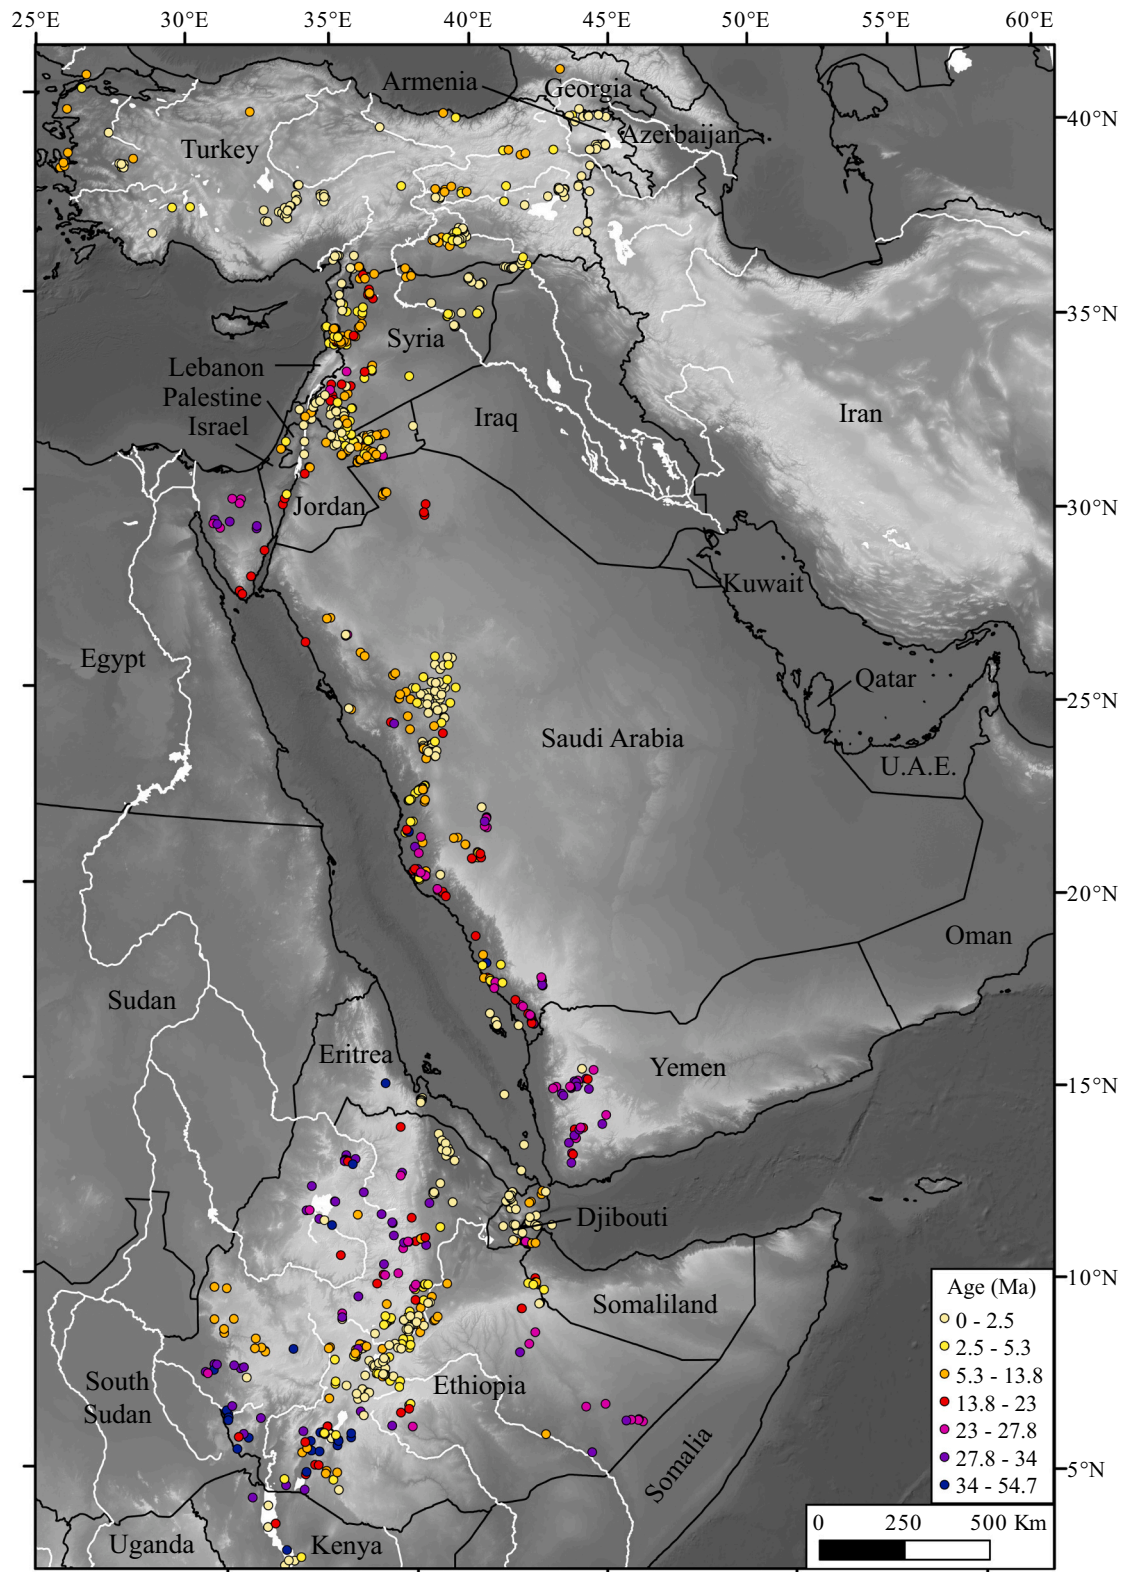 25°E 30°E 35°E 40°E 45°E 50°E 55°E 60°E
Armenia
Georgia
Azerbaijan
40°N
Turkey
35°N
Syria
Lebanon
Palestine
Israel
Iraq
Iran
Jordan
30°N
Kuwait
Egypt
Qatar
25°N
Saudi Arabia
U.A.E.
20°N
Oman
Sudan
Eritrea
Yemen
15°N
Djibouti
10°N
Somaliland
Age (Ma)
0 - 2.5
2.5 - 5.3
5.3 - 13.8
13.8 - 23
23 - 27.8
27.8 - 34
34 - 54.7
South
Sudan
Ethiopia
Somalia
5°N
Uganda
Kenya
0 250 500 Km